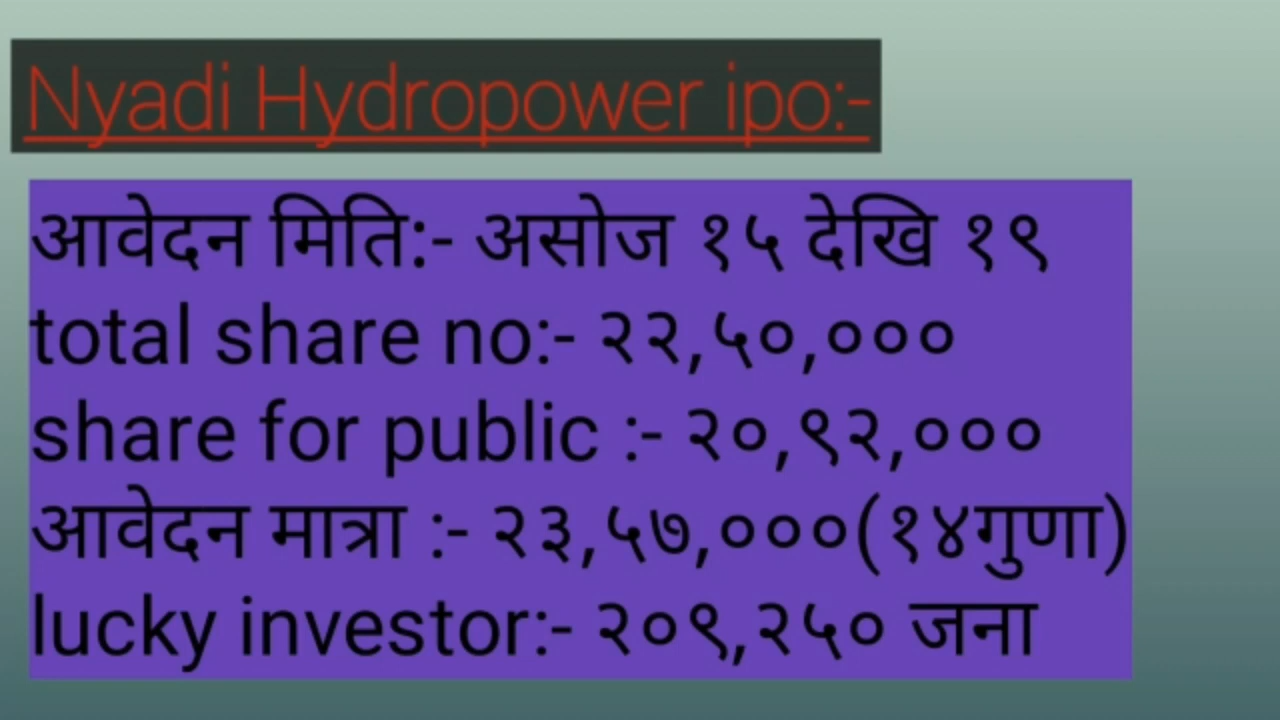 Nyadi Hydropower ipo:-
आवेदन मिति:- असोज १५ देखि १९
total share no:- २२,५०,०००
share for public :- २०,९२,०००
आवेदन मात्रा :- २३,५७,०००(१४गुणा)
lucky investor:- २०९,२५० जना